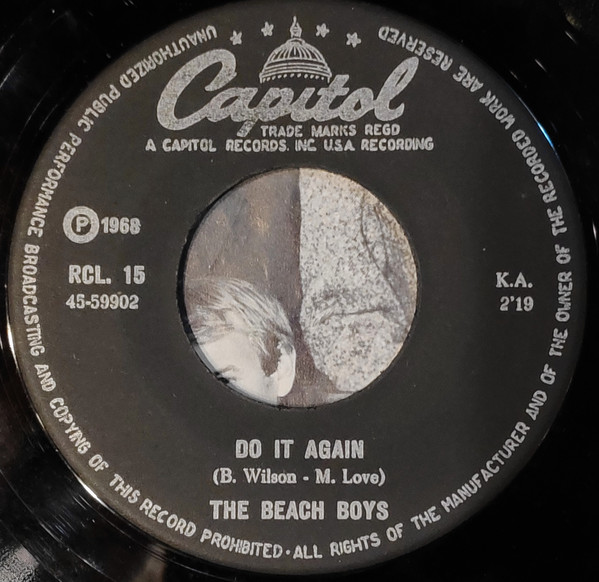 UNAUTHORIZED PUBLIC PERFORMANCE BROADCASTING AND COPYING OF THIS RECORD PROHIBITED · ALL RIGHTS OF THE MANUFACTURER AND OF THE OWNER OF THE RECORDED WORK ARE RESERVED
Capitol
TRADE MARKS REGD
A CAPITOL RECORDS, INC. U.S.A. RECORDING
Ⓟ 1968
RCL. 15
45-59902
K.A.
2'19
DO IT AGAIN
(B. Wilson - M. Love)
THE BEACH BOYS